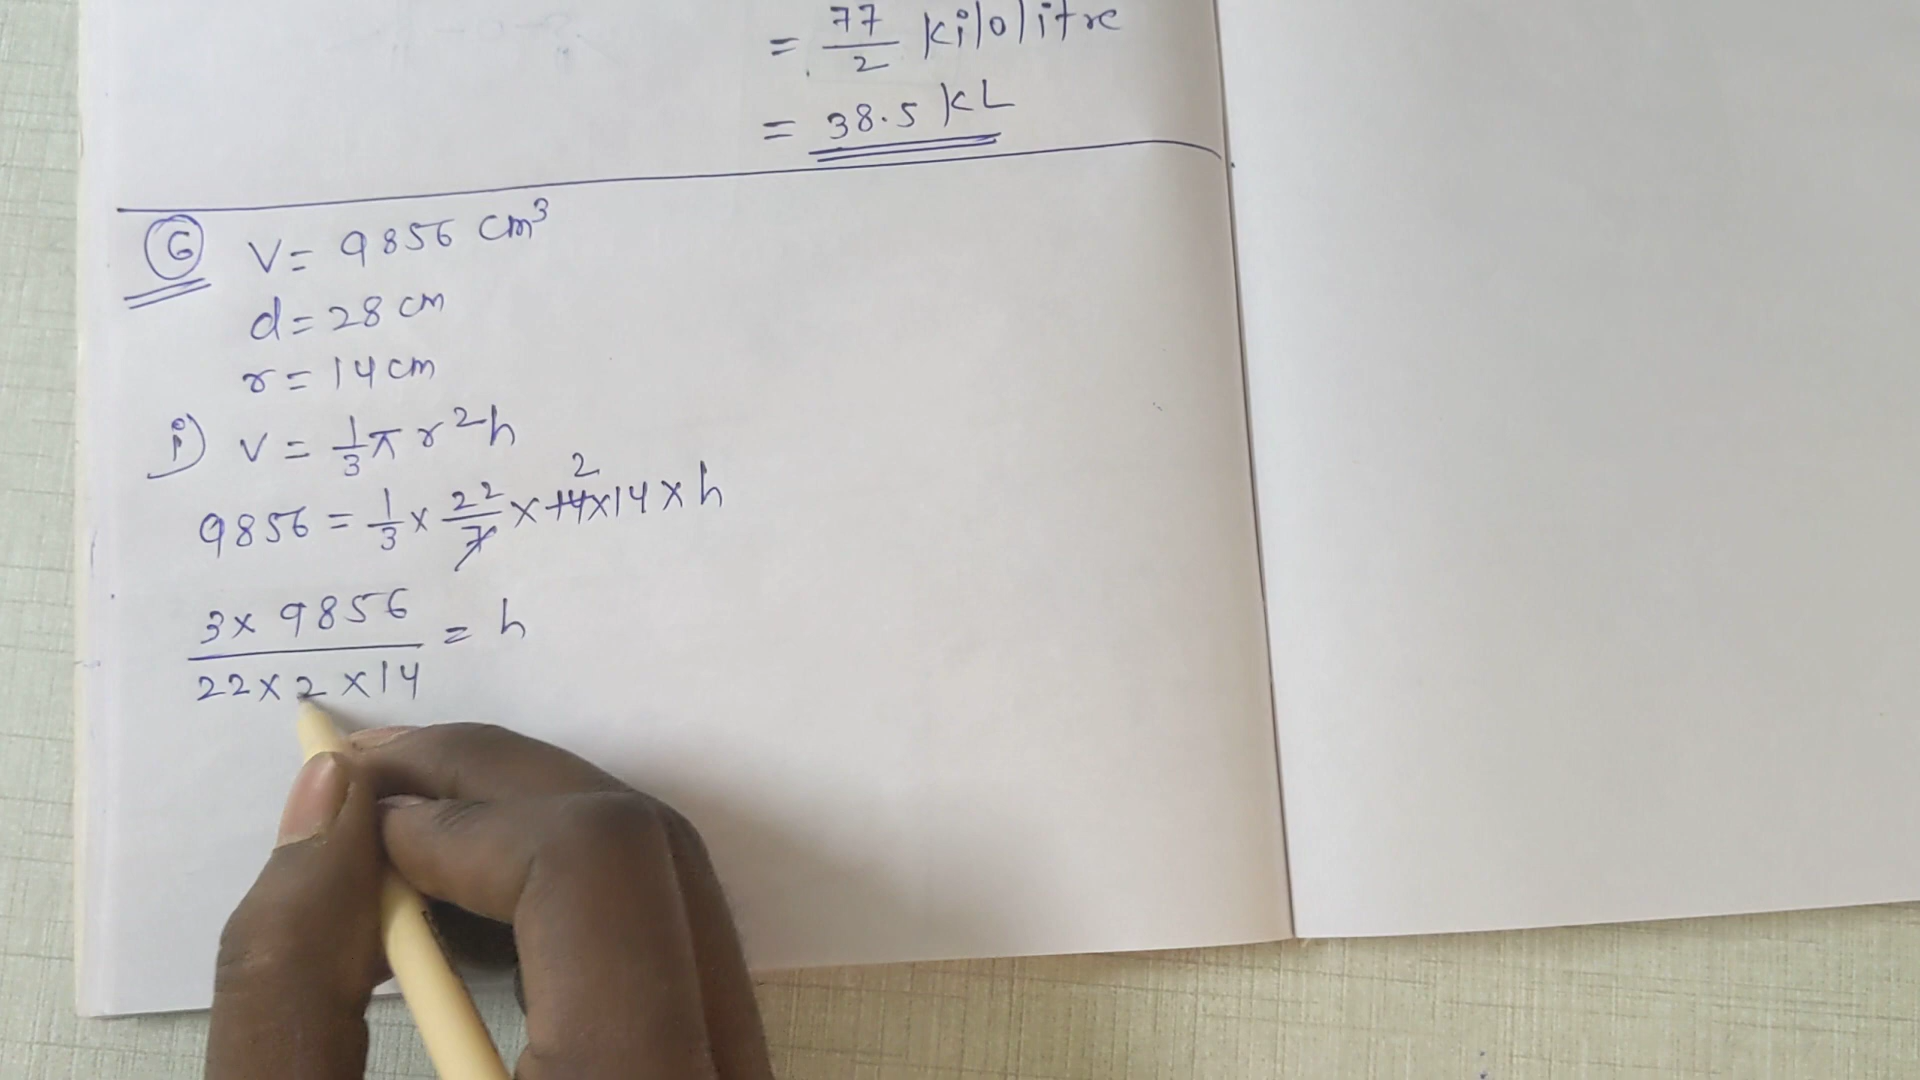 = 77/2 kilolitre
= 38.5 KL
6 V = 9856 cm³
d = 28 cm
r = 14 cm
i) V = 1/3 π r² h
2
9856 = 1/3 × 22/7 × 14 × 14 × h
3 × 9856 / 22 × 2 × 14 = h